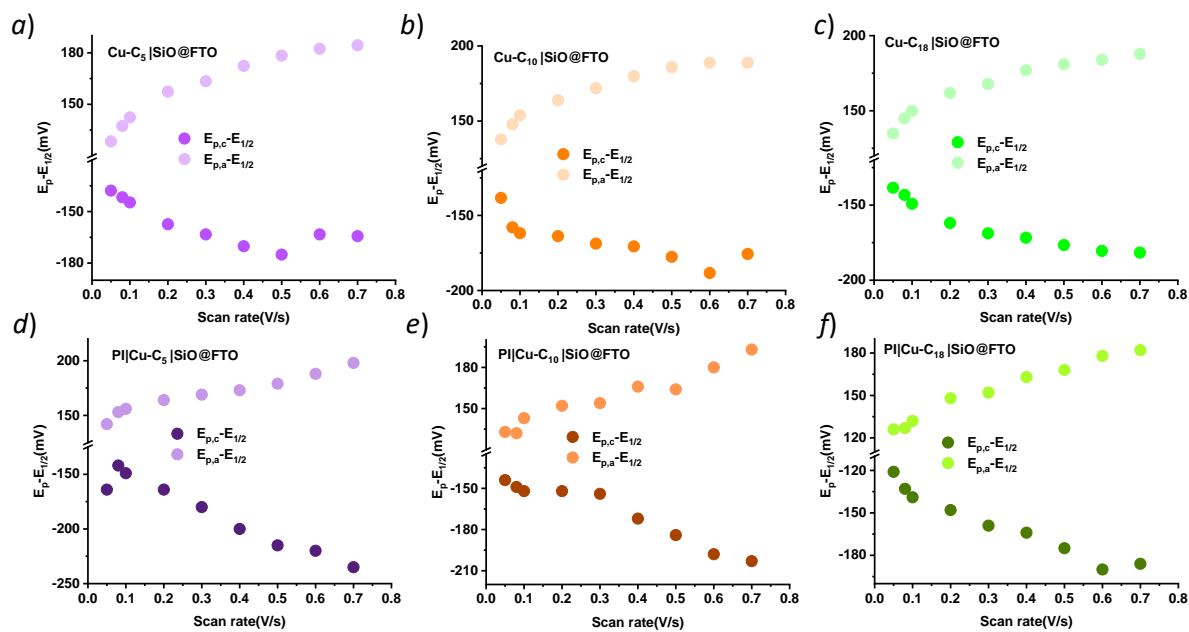 a)
Cu-C5|SiO@FTO
180
150
-150
-180
Ep-E1/2(mV)
Ep,c-E1/2
Ep,a-E1/2
0.0 0.1 0.2 0.3 0.4 0.5 0.6 0.7 0.8
Scan rate(V/s)
b)
Cu-C10|SiO@FTO
200
150
-150
-200
Ep-E1/2(mV)
Ep,c-E1/2
Ep,a-E1/2
0.0 0.1 0.2 0.3 0.4 0.5 0.6 0.7 0.8
Scan rate(V/s)
c)
Cu-C18|SiO@FTO
200
150
-150
-200
Ep-E1/2(mV)
Ep,c-E1/2
Ep,a-E1/2
0.0 0.1 0.2 0.3 0.4 0.5 0.6 0.7 0.8
Scan rate(V/s)
d)
PI|Cu-C5|SiO@FTO
200
150
-150
-200
-250
Ep-E1/2(mV)
Ep,c-E1/2
Ep,a-E1/2
0.0 0.1 0.2 0.3 0.4 0.5 0.6 0.7 0.8
Scan rate(V/s)
e)
PI|Cu-C10|SiO@FTO
180
150
-150
-180
-210
Ep-E1/2(mV)
Ep,c-E1/2
Ep,a-E1/2
0.0 0.1 0.2 0.3 0.4 0.5 0.6 0.7 0.8
Scan rate(V/s)
f)
PI|Cu-C18|SiO@FTO
180
150
120
-120
-150
-180
Ep-E1/2(mV)
Ep,c-E1/2
Ep,a-E1/2
0.0 0.1 0.2 0.3 0.4 0.5 0.6 0.7 0.8
Scan rate(V/s)